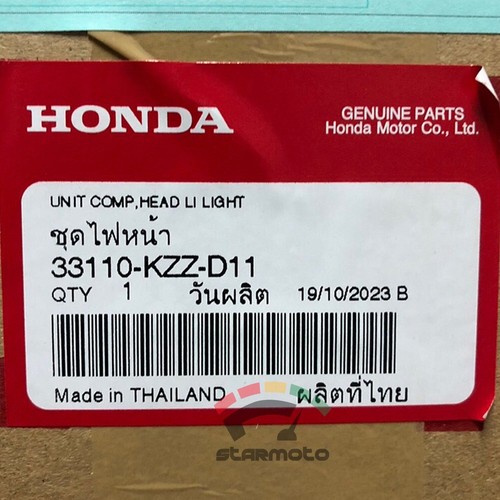 HONDA
GENUINE PARTS
Honda Motor Co., Ltd.
UNIT COMP,HEAD LI LIGHT
ชุดไฟหน้า
33110-KZZ-D11
QTY 1 วันผลิต 19/10/2023 B
Made in THAILAND ผลิตที่ไทย
STARMOTO